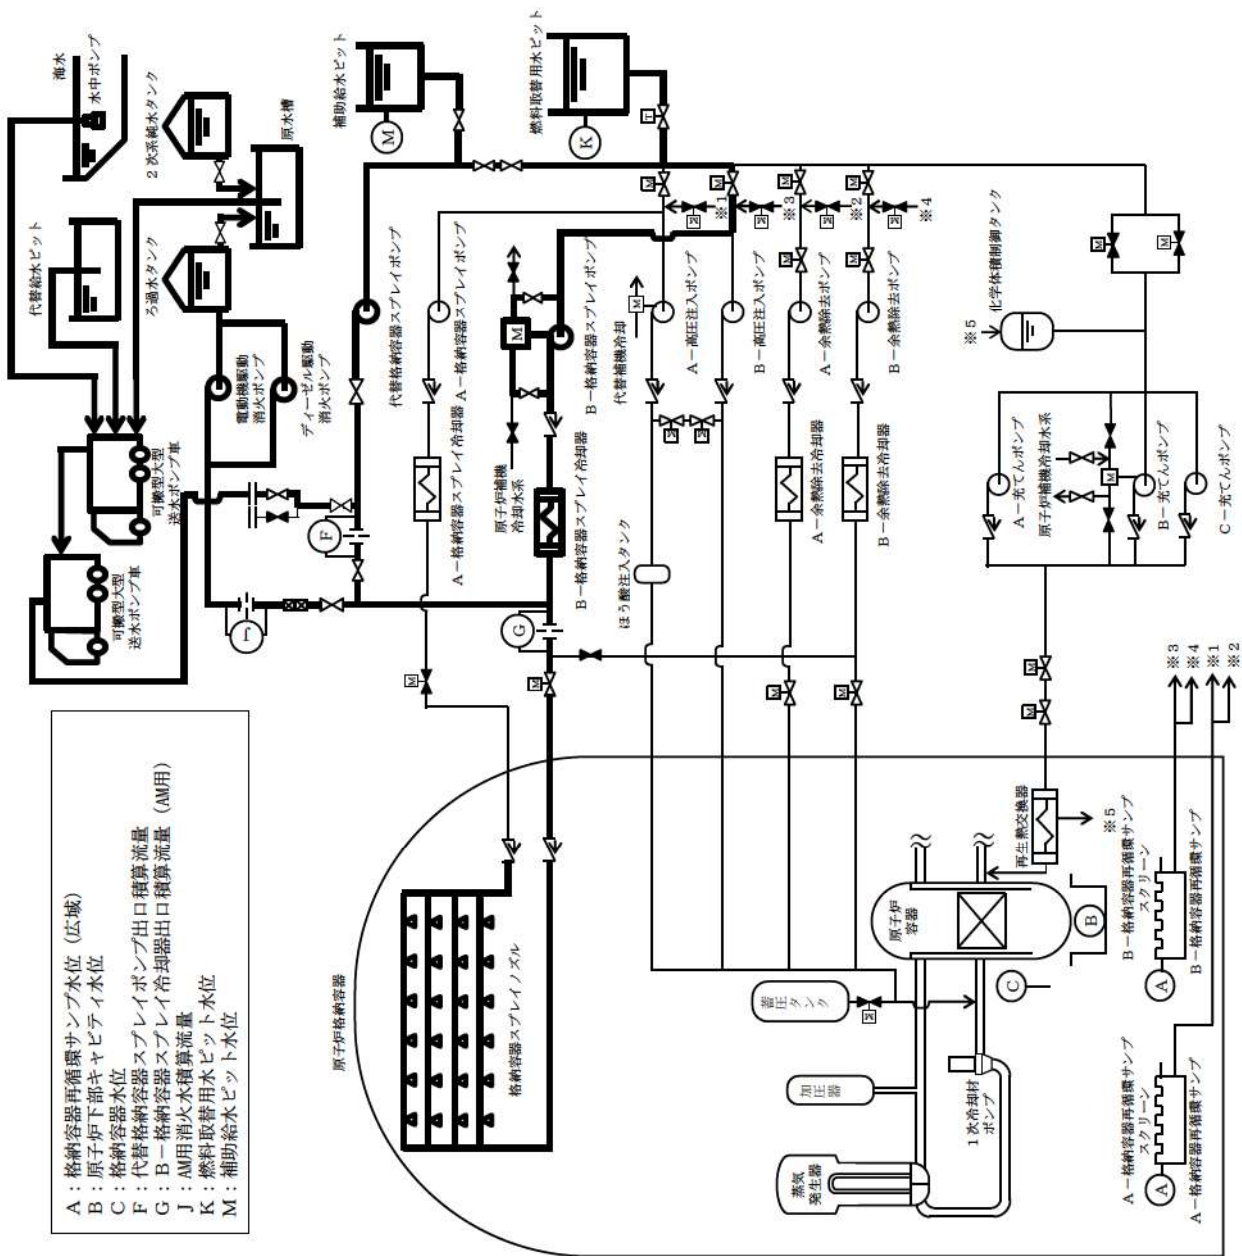 A：格納容器再循環サンプ水位（広域）
B：原子炉下部キャビティ水位
C：格納容器水位
F：代替格納容器スプレイポンプ出口積算流量
G：B－格納容器スプレイ冷却器出口積算流量（AM用）
J：AM用消火水積算流量
K：燃料取替用水ピット水位
M：補助給水ピット水位
海水
水中ポンプ
2次系純水タンク
原水槽
代替給水ピット
ろ過水タンク
可搬型大型
送水ポンプ車
可搬型大型
送水ポンプ車
電動機駆動
消火ポンプ
ディーゼル駆動
消火ポンプ
補助給水ピット
M
燃料取替用水ピット
K
T
代替格納容器スプレイポンプ
F
J
G
A－格納容器スプレイポンプ
A－格納容器スプレイ冷却器
B－格納容器スプレイポンプ
B－格納容器スプレイ冷却器
原子炉補機
冷却水系
M
代替補機冷却
M
M
M
M
M
※1
※3
※2
※4
A－高圧注入ポンプ
B－高圧注入ポンプ
A－余熱除去ポンプ
B－余熱除去ポンプ
A－余熱除去冷却器
B－余熱除去冷却器
ほう酸注入タンク
化学体積制御タンク
※5
M
M
A－充てんポンプ
原子炉補機冷却水系
M
B－充てんポンプ
C－充てんポンプ
M
M
M
M
M
M
原子炉格納容器
格納容器スプレイノズル
蓄圧タンク
加圧器
蒸気
発生器
1次冷却材
ポンプ
原子炉
容器
B
C
再生熱交換器
※5
B－格納容器再循環サンプ
スクリーン
B－格納容器再循環サンプ
A
A－格納容器再循環サンプ
スクリーン
A－格納容器再循環サンプ
A
※3
※4
※1
※2